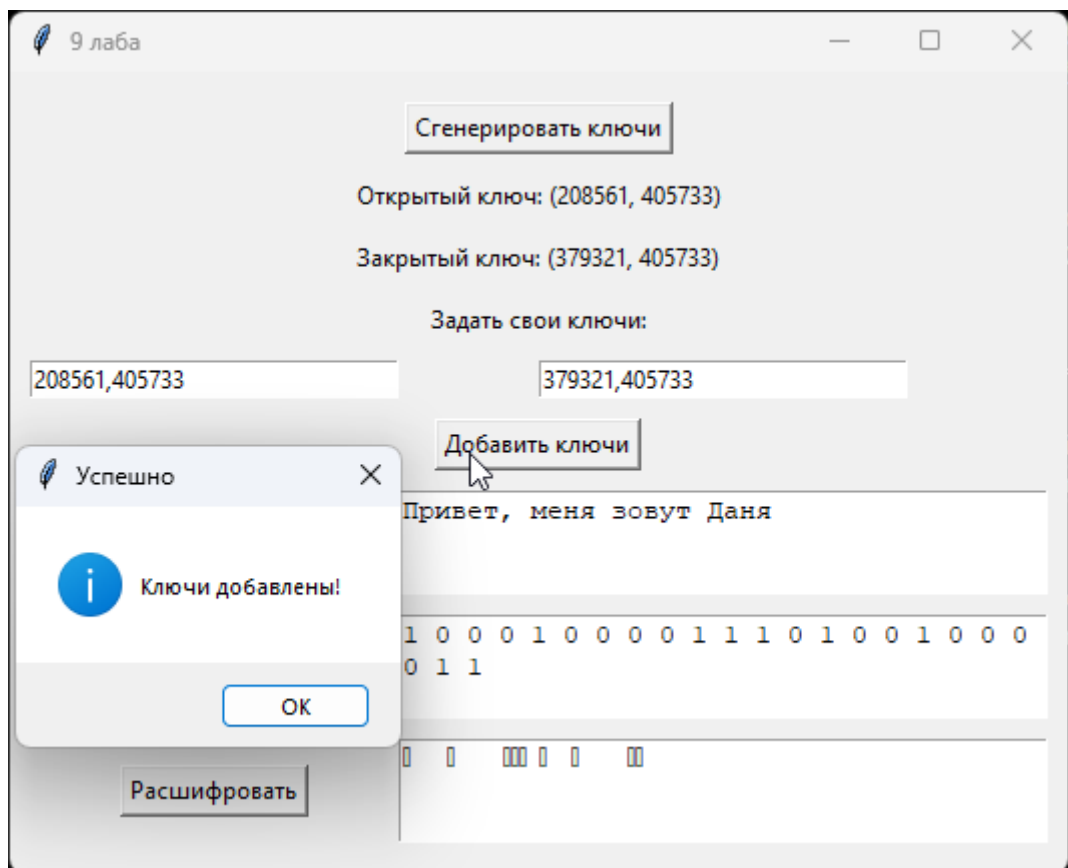 9 лаба
Сгенерировать ключи
Открытый ключ: (208561, 405733)
Закрытый ключ: (379321, 405733)
Задать свои ключи:
208561,405733
379321,405733
Добавить ключи
Успешно
Ключи добавлены!
OK
Привет, меня зовут Даня
1 0 0 0 1 0 0 0 0 1 1 1 0 1 0 0 1 0 0 0
0 1 1
Расшифровать